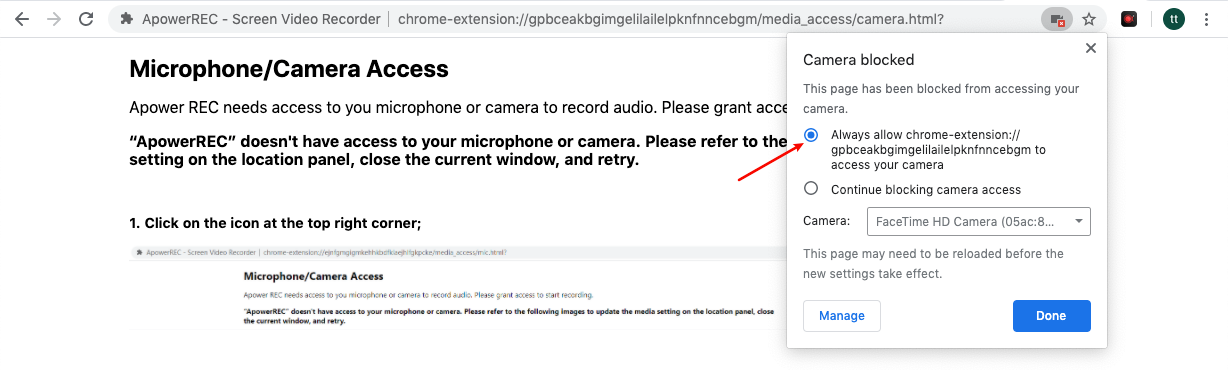 ApowerREC - Screen Video Recorder | chrome-extension://gpbceakbgimgelilailelpknfnncebgm/media_access/camera.html?
tt
Microphone/Camera Access
Apower REC needs access to you microphone or camera to record audio. Please grant acce
“ApowerREC” doesn't have access to your microphone or camera. Please refer to the
setting on the location panel, close the current window, and retry.
1. Click on the icon at the top right corner;
ApowerREC - Screen Video Recorder | /media_access/mic.html?
Microphone/Camera Access
Apower REC needs access to you microphone or camera to record audio. Please grant access to start recording.
"ApowerREC" doesn't have access to your microphone or camera. Please refer to the following images to update the media setting on the location panel, close
the current window, and retry.
Camera blocked
This page has been blocked from accessing your
camera.
Always allow chrome-extension://
gpbceakbgimgelilailelpknfnncebgm to
access your camera
Continue blocking camera access
Camera: FaceTime HD Camera (05ac:8...
This page may need to be reloaded before the
new settings take effect.
Manage Done